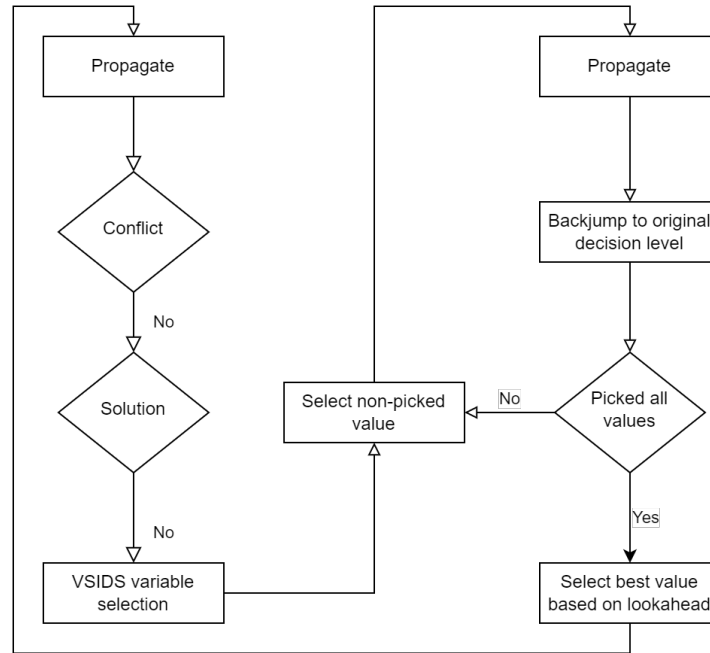 Propagate
Conflict
No
Solution
No
VSIDS variable
selection
Select non-picked
value
Propagate
Backjump to original
decision level
Picked all
values
No
Yes
Select best value
based on lookahead